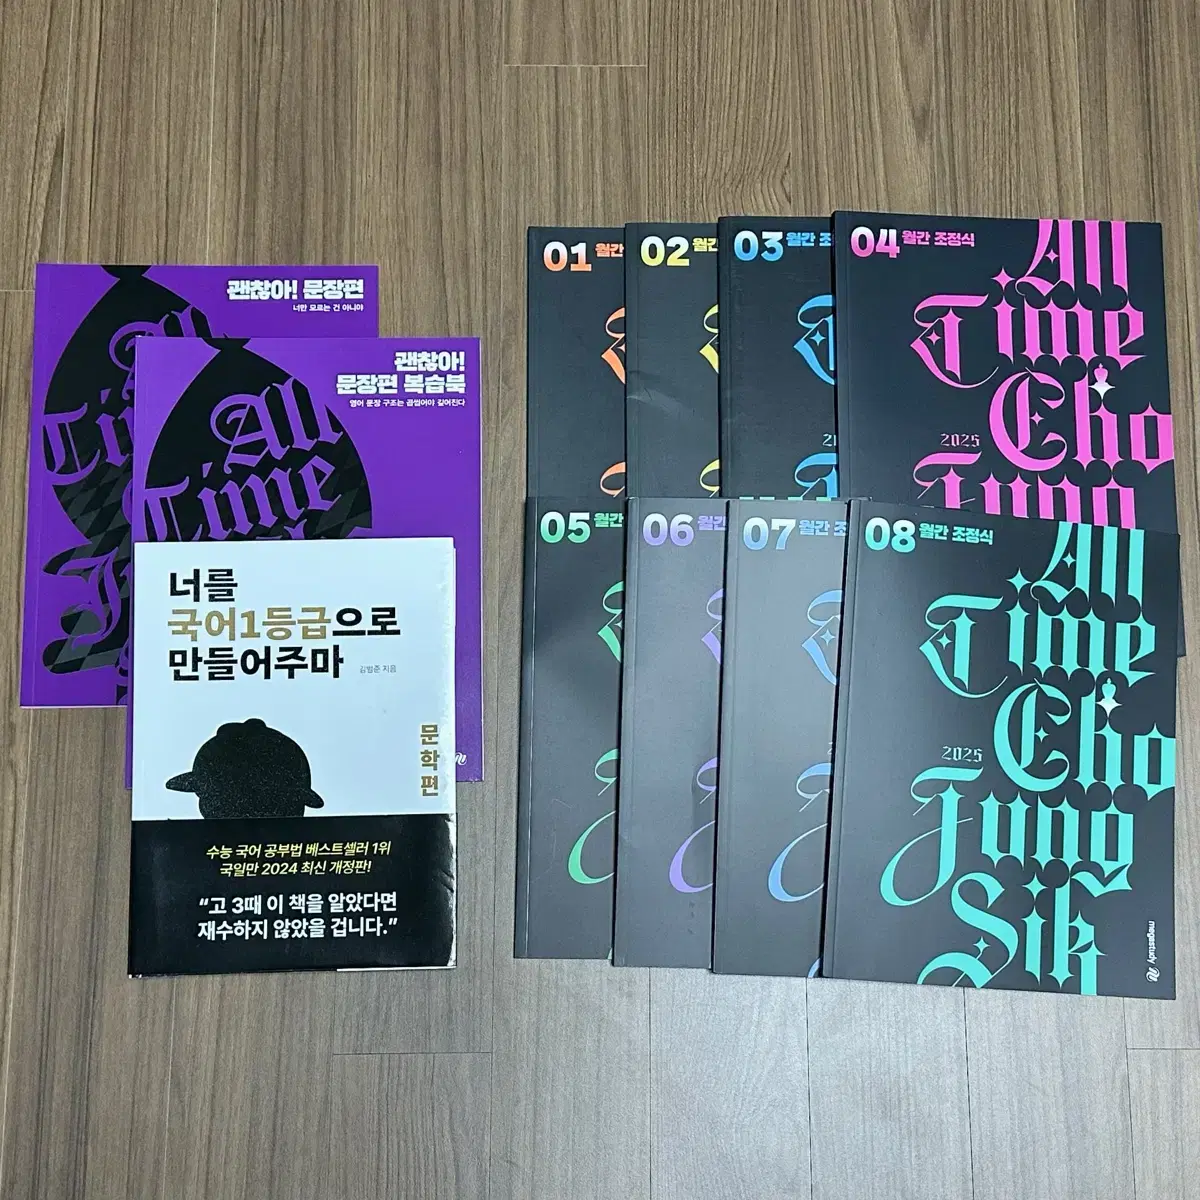 괜찮아! 문장편
너만 모르는 건 아니야
All
Time
괜찮아!
문장편 복습북
영어 문장 구조는 곱씹어야 깊어진다
All
Time
너를
국어1등급으로
만들어주마
김범준 지음
문학편
수능 국어 공부법 베스트셀러 1위
국일만 2024 최신 개정판!
“고 3때 이 책을 알았다면
재수하지 않았을 겁니다.”
01 월간
02 월간
03 월간 조
04 월간 조정식
All
Time
Cho
2025
Jung
05 월간
06 월간
07 월간 조
08 월간 조정식
All
Time
Cho
2025
Jung
Sik
megastudy